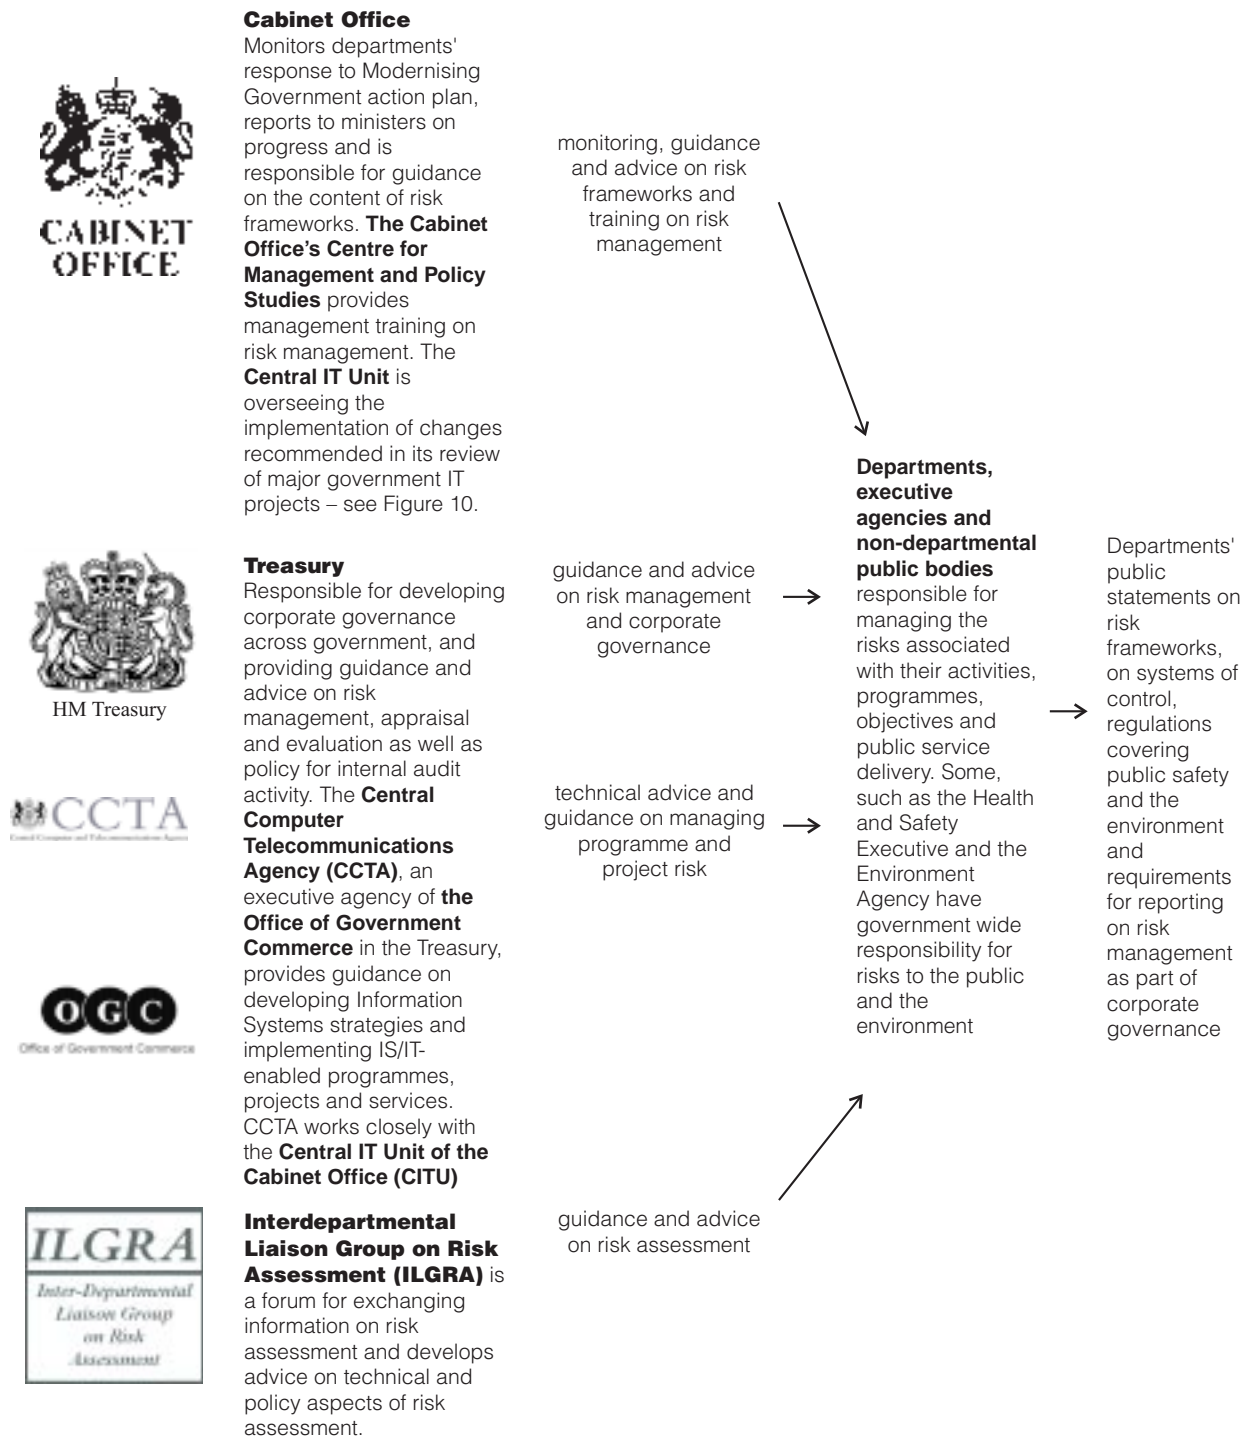 Cabinet Office
Monitors departments'
response to Modernising
Government action plan,
reports to ministers on
progress and is
responsible for guidance
on the content of risk
frameworks. The Cabinet
Office's Centre for
Management and Policy
Studies provides
management training on
risk management. The
Central IT Unit is
overseeing the
implementation of changes
recommended in its review
of major government IT
projects – see Figure 10.
CABINET
OFFICE
monitoring, guidance
and advice on risk
frameworks and
training on risk
management
HM Treasury
Treasury
Responsible for developing
corporate governance
across government, and
providing guidance and
advice on risk
management, appraisal
and evaluation as well as
policy for internal audit
activity. The Central
Computer
Telecommunications
Agency (CCTA), an
executive agency of the
Office of Government
Commerce in the Treasury,
provides guidance on
developing Information
Systems strategies and
implementing IS/IT-
enabled programmes,
projects and services.
CCTA works closely with
the Central IT Unit of the
Cabinet Office (CITU)
guidance and advice
on risk management
and corporate
governance
CCTA
Central Computer and Telecommunications Agency
technical advice and
guidance on managing
programme and
project risk
OGC
Office of Government Commerce
ILGRA
Inter-Departmental
Liaison Group
on Risk
Assessment
Interdepartmental
Liaison Group on Risk
Assessment (ILGRA) is
a forum for exchanging
information on risk
assessment and develops
advice on technical and
policy aspects of risk
assessment.
guidance and advice
on risk assessment
Departments,
executive
agencies and
non-departmental
public bodies
responsible for
managing the
risks associated
with their activities,
programmes,
objectives and
public service
delivery. Some,
such as the Health
and Safety
Executive and the
Environment
Agency have
government wide
responsibility for
risks to the public
and the
environment
Departments'
public
statements on
risk
frameworks,
on systems of
control,
regulations
covering
public safety
and the
environment
and
requirements
for reporting
on risk
management
as part of
corporate
governance